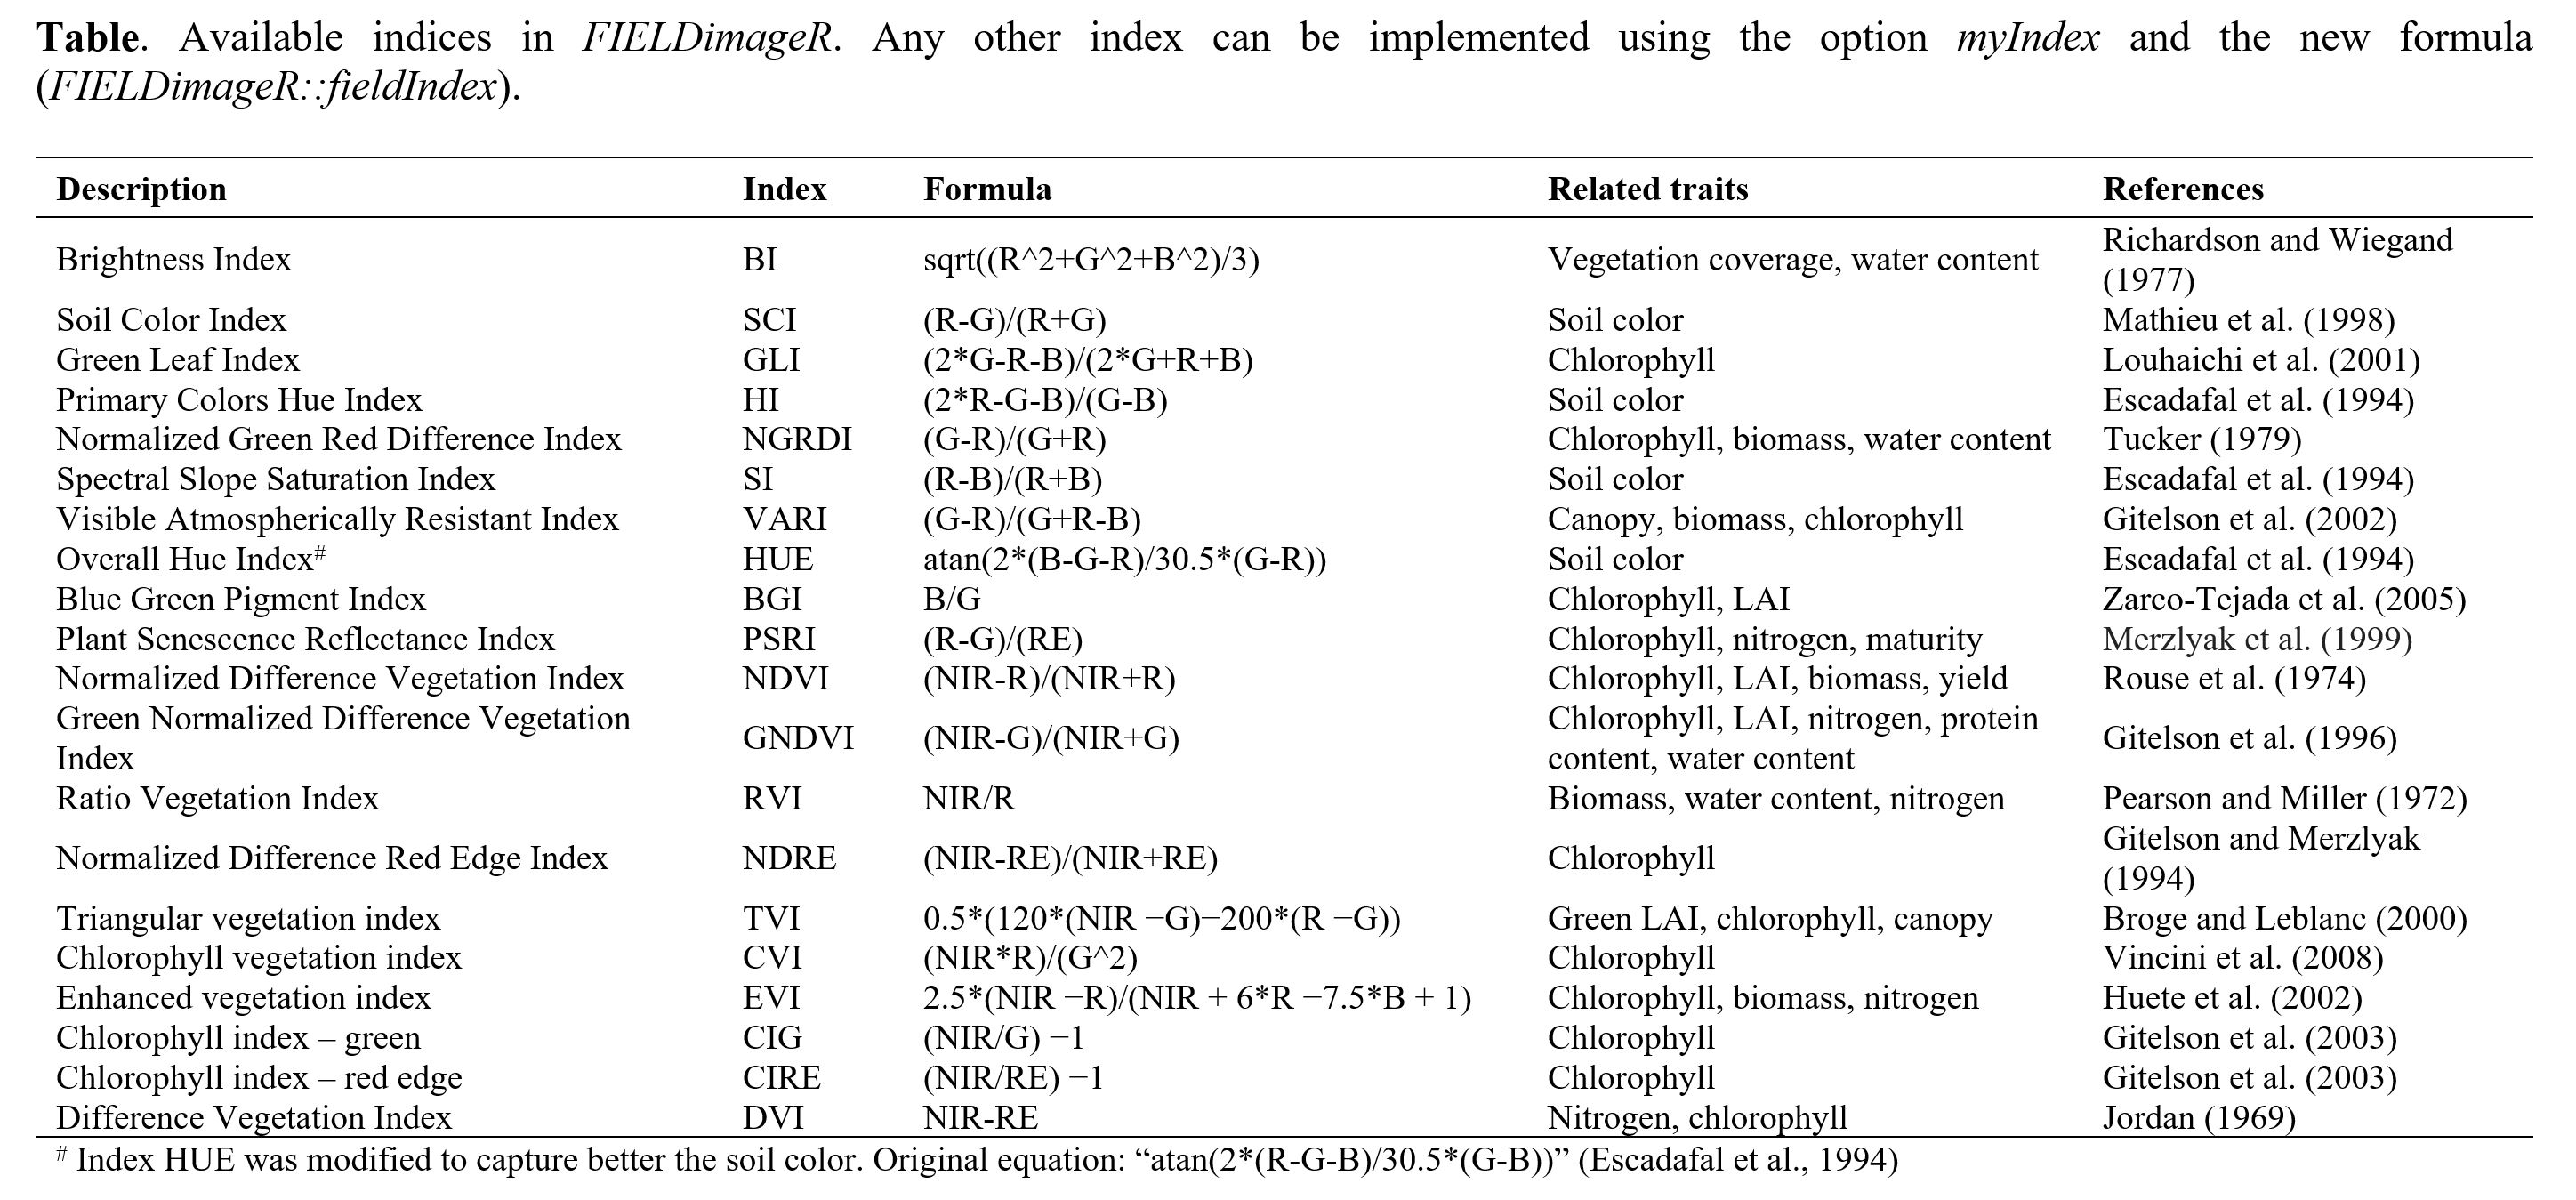 Table. Available indices in FIELDimageR. Any other index can be implemented using the option myIndex and the new formula
(FIELDimageR::fieldIndex).
Description Index Formula Related traits References
Brightness Index BI sqrt((R^2+G^2+B^2)/3) Vegetation coverage, water content Richardson and Wiegand
(1977)
Soil Color Index SCI (R-G)/(R+G) Soil color Mathieu et al. (1998)
Green Leaf Index GLI (2*G-R-B)/(2*G+R+B) Chlorophyll Louhaichi et al. (2001)
Primary Colors Hue Index HI (2*R-G-B)/(G-B) Soil color Escadafal et al. (1994)
Normalized Green Red Difference Index NGRDI (G-R)/(G+R) Chlorophyll, biomass, water content Tucker (1979)
Spectral Slope Saturation Index SI (R-B)/(R+B) Soil color Escadafal et al. (1994)
Visible Atmospherically Resistant Index VARI (G-R)/(G+R-B) Canopy, biomass, chlorophyll Gitelson et al. (2002)
Overall Hue Index# HUE atan(2*(B-G-R)/30.5*(G-R)) Soil color Escadafal et al. (1994)
Blue Green Pigment Index BGI B/G Chlorophyll, LAI Zarco-Tejada et al. (2005)
Plant Senescence Reflectance Index PSRI (R-G)/(RE) Chlorophyll, nitrogen, maturity Merzlyak et al. (1999)
Normalized Difference Vegetation Index NDVI (NIR-R)/(NIR+R) Chlorophyll, LAI, biomass, yield Rouse et al. (1974)
Green Normalized Difference Vegetation
Index GNDVI (NIR-G)/(NIR+G) Chlorophyll, LAI, nitrogen, protein
content, water content Gitelson et al. (1996)
Ratio Vegetation Index RVI NIR/R Biomass, water content, nitrogen Pearson and Miller (1972)
Normalized Difference Red Edge Index NDRE (NIR-RE)/(NIR+RE) Chlorophyll Gitelson and Merzlyak
(1994)
Triangular vegetation index TVI 0.5*(120*(NIR −G)−200*(R −G)) Green LAI, chlorophyll, canopy Broge and Leblanc (2000)
Chlorophyll vegetation index CVI (NIR*R)/(G^2) Chlorophyll Vincini et al. (2008)
Enhanced vegetation index EVI 2.5*(NIR −R)/(NIR + 6*R −7.5*B + 1) Chlorophyll, biomass, nitrogen Huete et al. (2002)
Chlorophyll index – green CIG (NIR/G) −1 Chlorophyll Gitelson et al. (2003)
Chlorophyll index – red edge CIRE (NIR/RE) −1 Chlorophyll Gitelson et al. (2003)
Difference Vegetation Index DVI NIR-RE Nitrogen, chlorophyll Jordan (1969)
# Index HUE was modified to capture better the soil color. Original equation: “atan(2*(R-G-B)/30.5*(G-B))” (Escadafal et al., 1994)